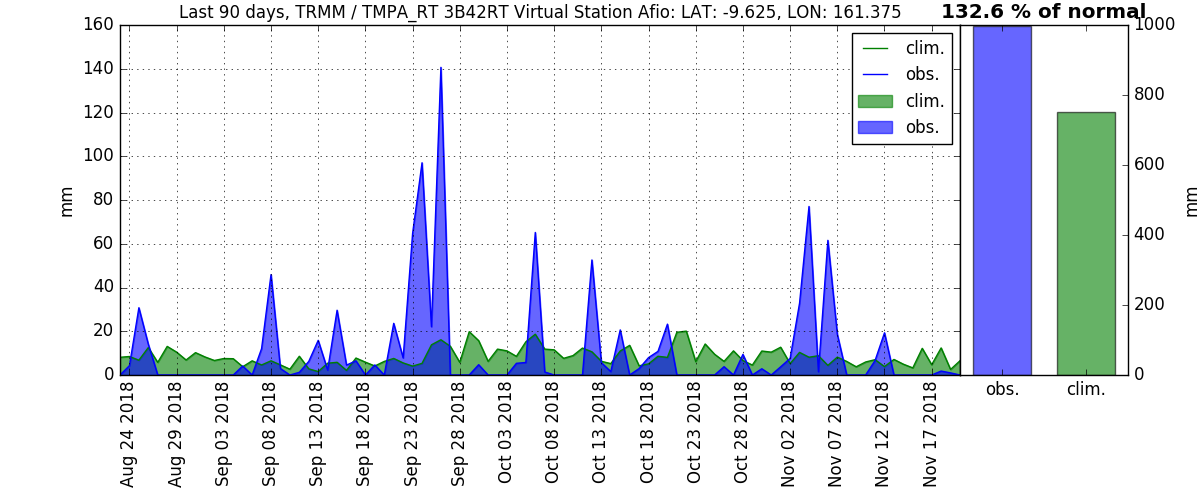 Last 90 days, TRMM / TMPA_RT 3B42RT Virtual Station Afio: LAT: -9.625, LON: 161.375
132.6 % of normal
160
140
120
100
80
60
40
20
0
mm
clim.
obs.
clim.
obs.
Aug 24 2018
Aug 29 2018
Sep 03 2018
Sep 08 2018
Sep 13 2018
Sep 18 2018
Sep 23 2018
Sep 28 2018
Oct 03 2018
Oct 08 2018
Oct 13 2018
Oct 18 2018
Oct 23 2018
Oct 28 2018
Nov 02 2018
Nov 07 2018
Nov 12 2018
Nov 17 2018
1000
800
600
400
200
0
mm
obs.
clim.